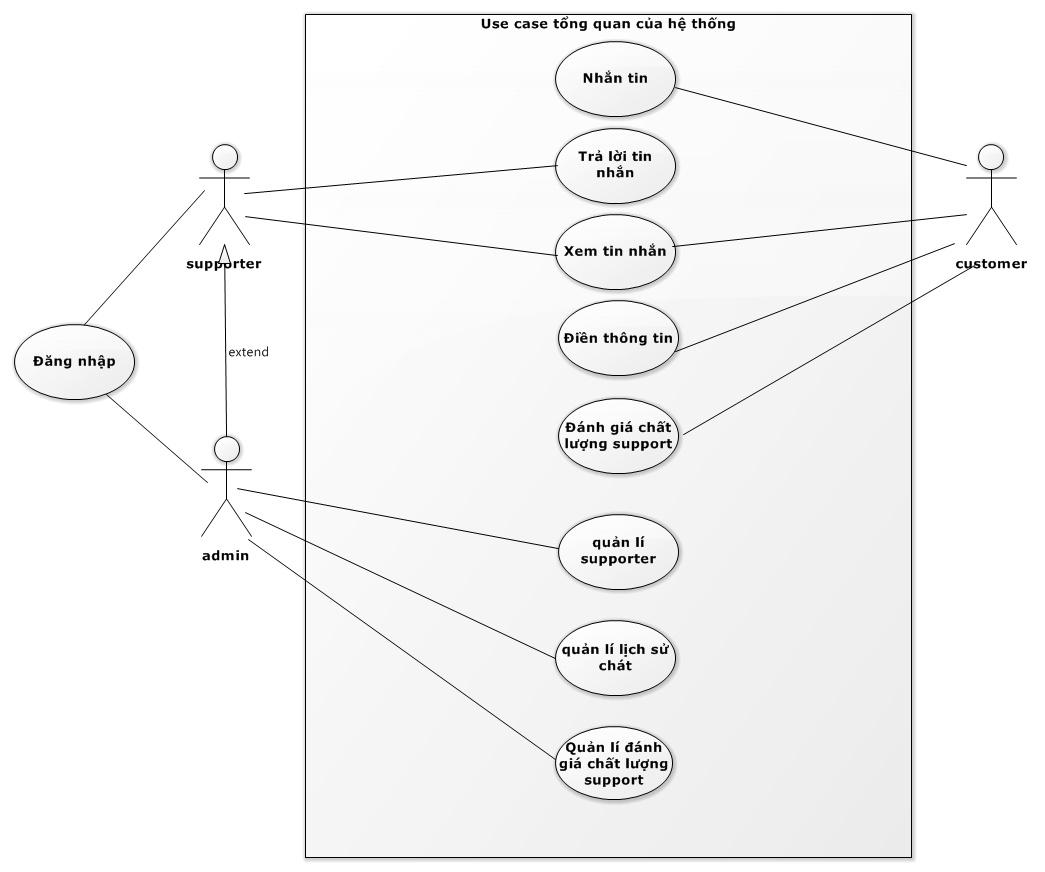 Use case tổng quan của hệ thống
Nhắn tin
Trả lời tin
nhắn
Xem tin nhắn
Điền thông tin
Đánh giá chất
lượng support
quản lí
supporter
quản lí lịch sử
chát
Quản lí đánh
giá chất lượng
support
supporter
customer
Đăng nhập
extend
admin